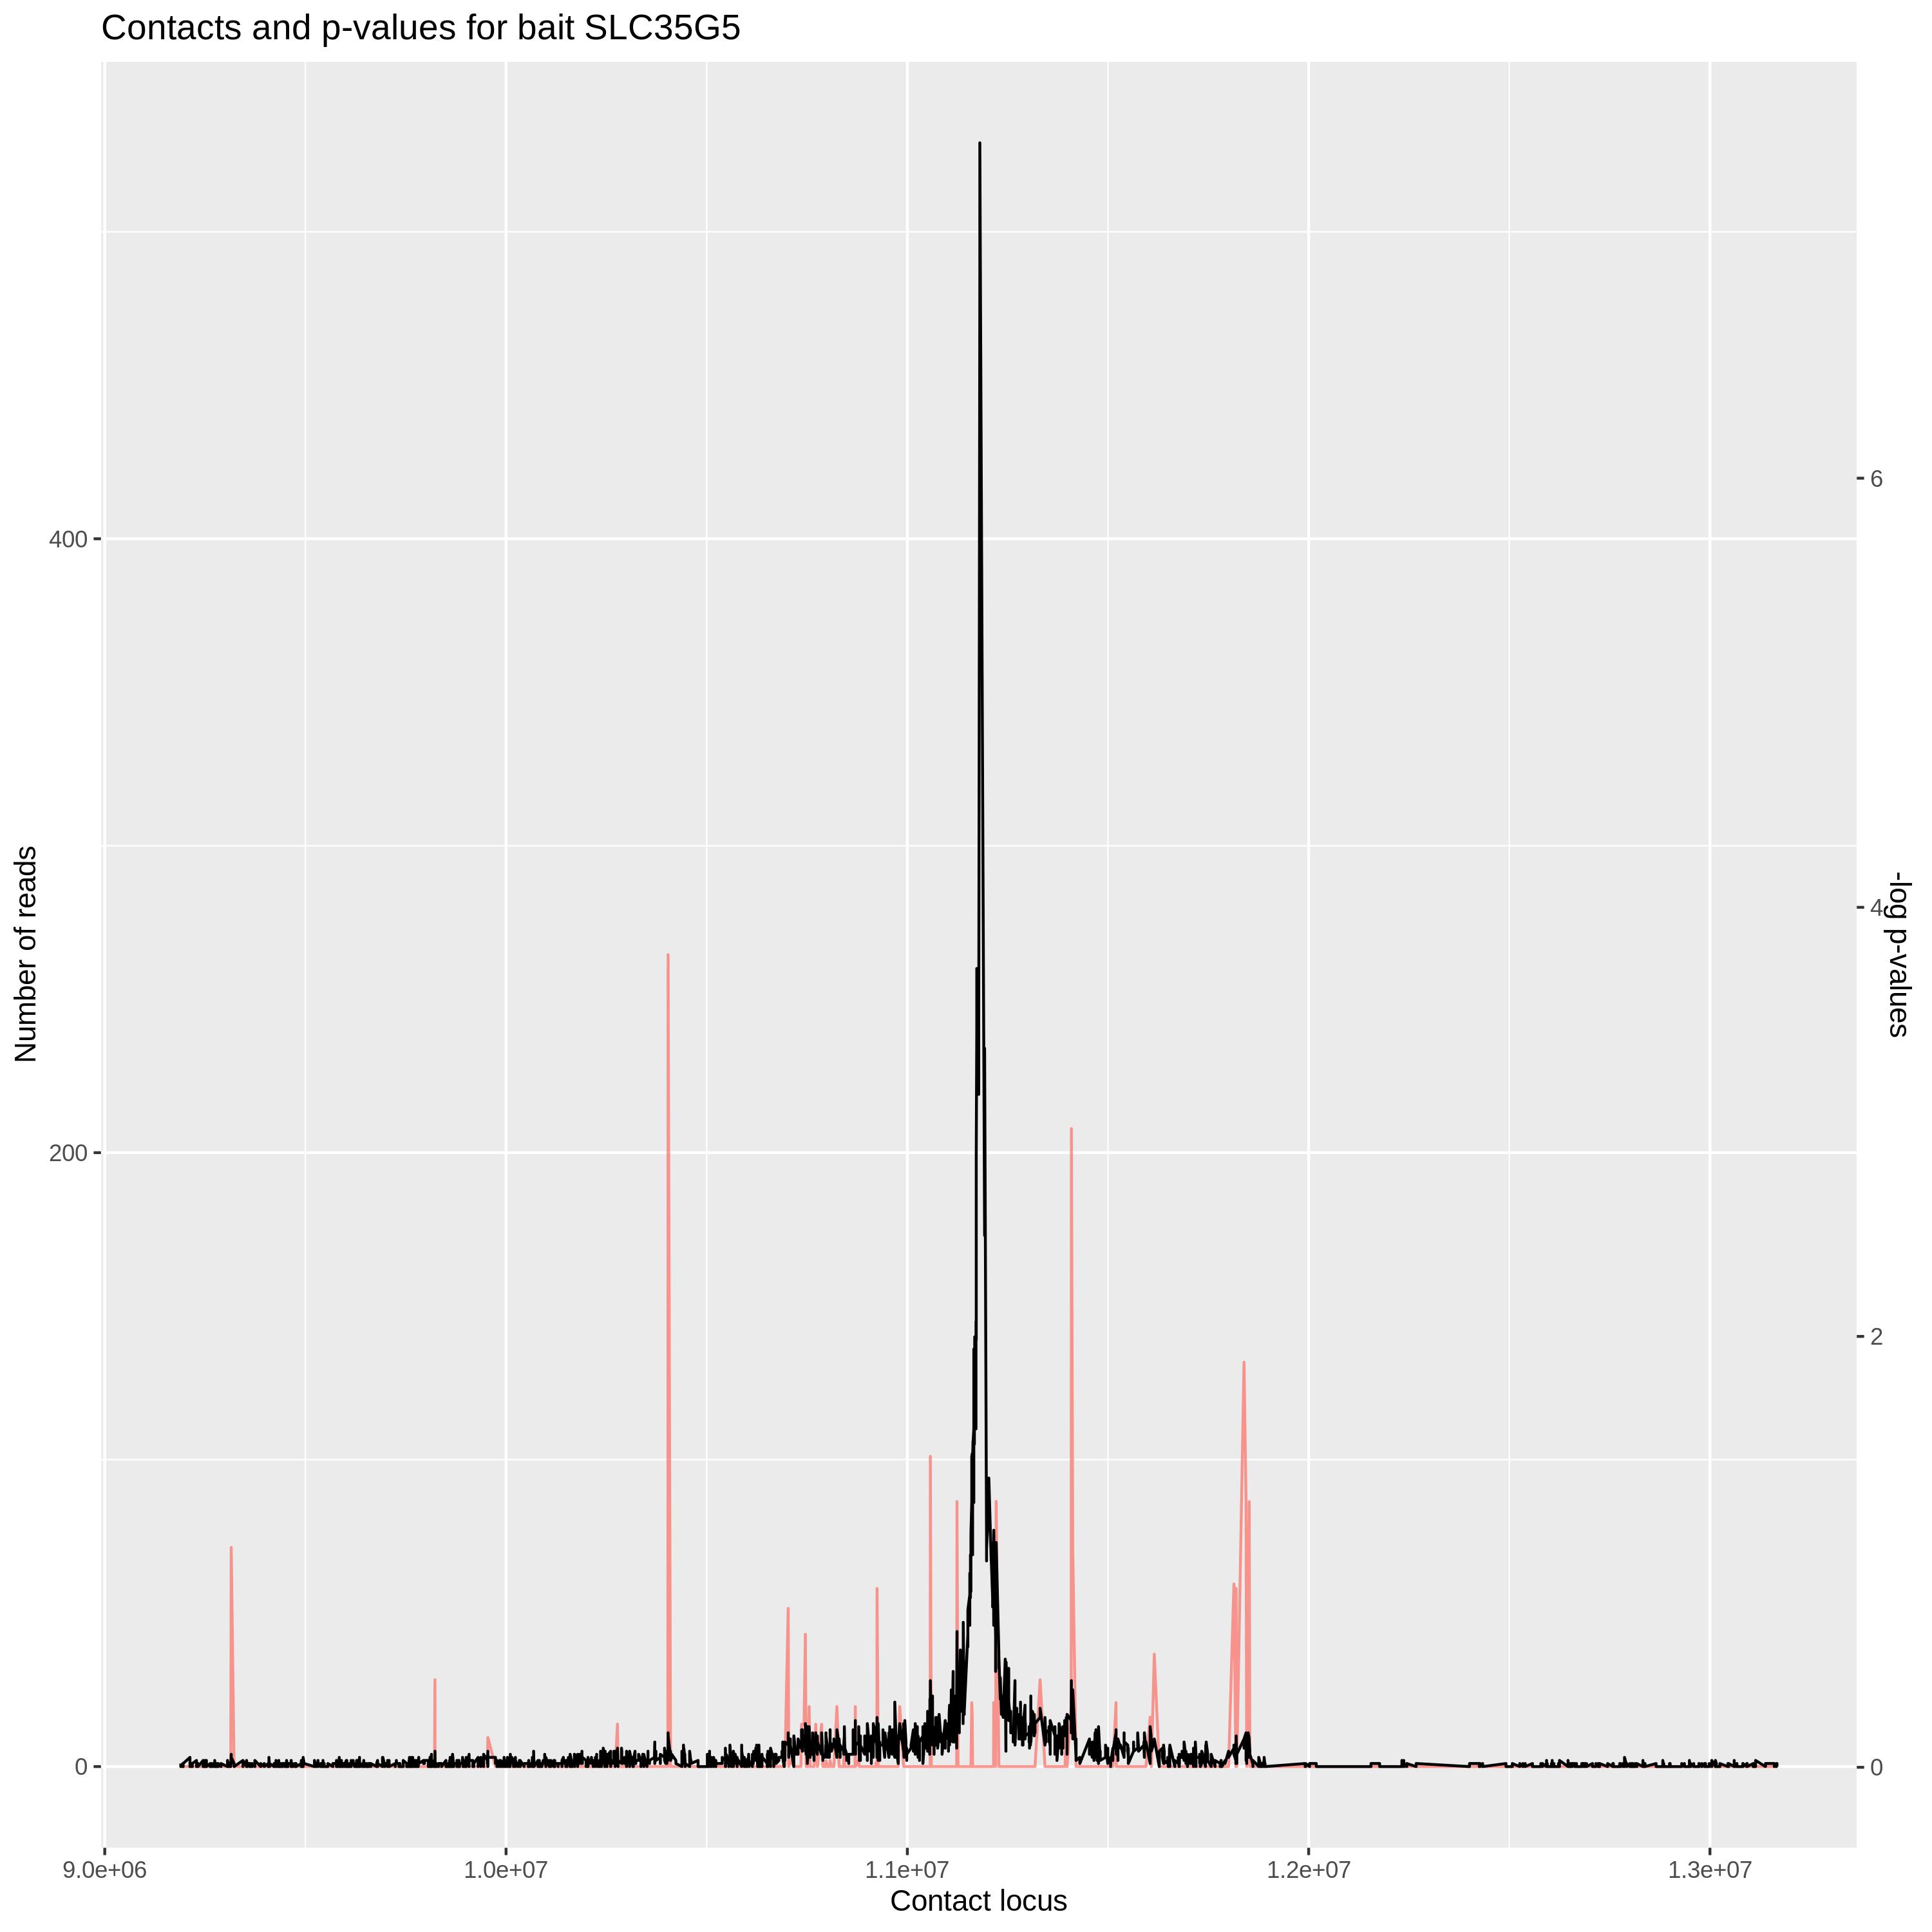 Contacts and p-values for bait SLC35G5
Number of reads
400
200
0
6
4
2
0
-log p-values
9.0e+06 1.0e+07 1.1e+07 1.2e+07 1.3e+07
Contact locus